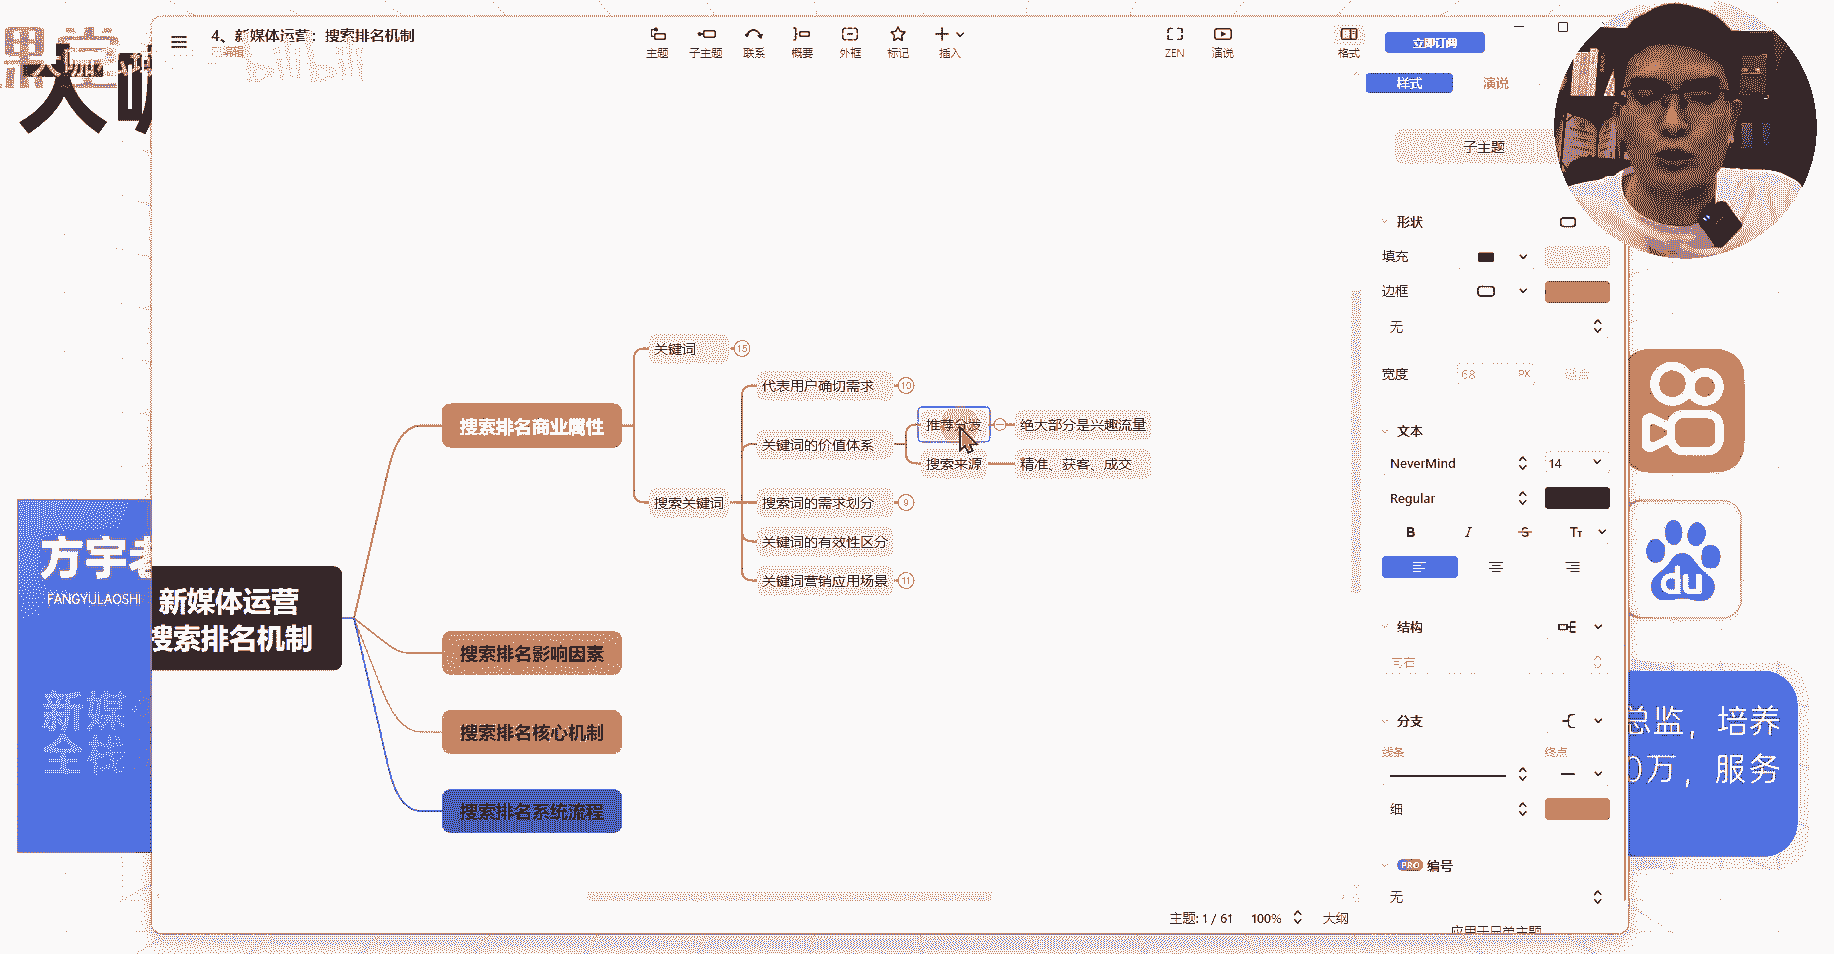 4、新媒体运营：搜索排名机制
已编辑
bilibili
主题
子主题
联系
概要
外框
标记
插入
ZEN
演说
格式
立即订阅
样式
演说
子主题
形状
填充
边框
无
宽度
68
PX
文本
NeverMind
14
Regular
B
I
S
结构
分支
线条
终点
细
PRO 编号
无
关键词
15
代表用户确切需求
10
推荐分发
绝大部分是兴趣流量
关键词的价值体系
搜索来源
精准、获客、成交
搜索排名商业属性
搜索关键词
搜索词的需求划分
9
关键词的有效性区分
关键词营销应用场景
11
新媒体运营
搜索排名机制
搜索排名影响因素
搜索排名核心机制
搜索排名系统流程
主题: 1 / 61
100%
大纲
方宇老
FANGYULAOSHI
新媒
全栈
du
总监，培养
0万，服务